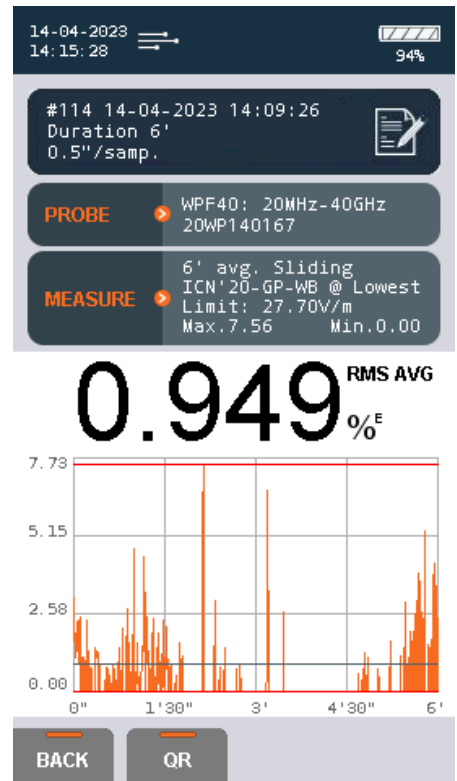 14-04-2023
14:15:28
94%
#114 14-04-2023 14:09:26
Duration 6'
0.5"/samp.
PROBE
WPF40: 20MHz-40GHz
20WP140167
MEASURE
6' avg. Sliding
ICN'20-GP-WB @ Lowest
Limit: 27.70V/m
Max.7.56 Min.0.00
0.949 RMS AVG
%E
7.73
5.15
2.58
0.00
0" 1'30" 3' 4'30" 6'
BACK QR